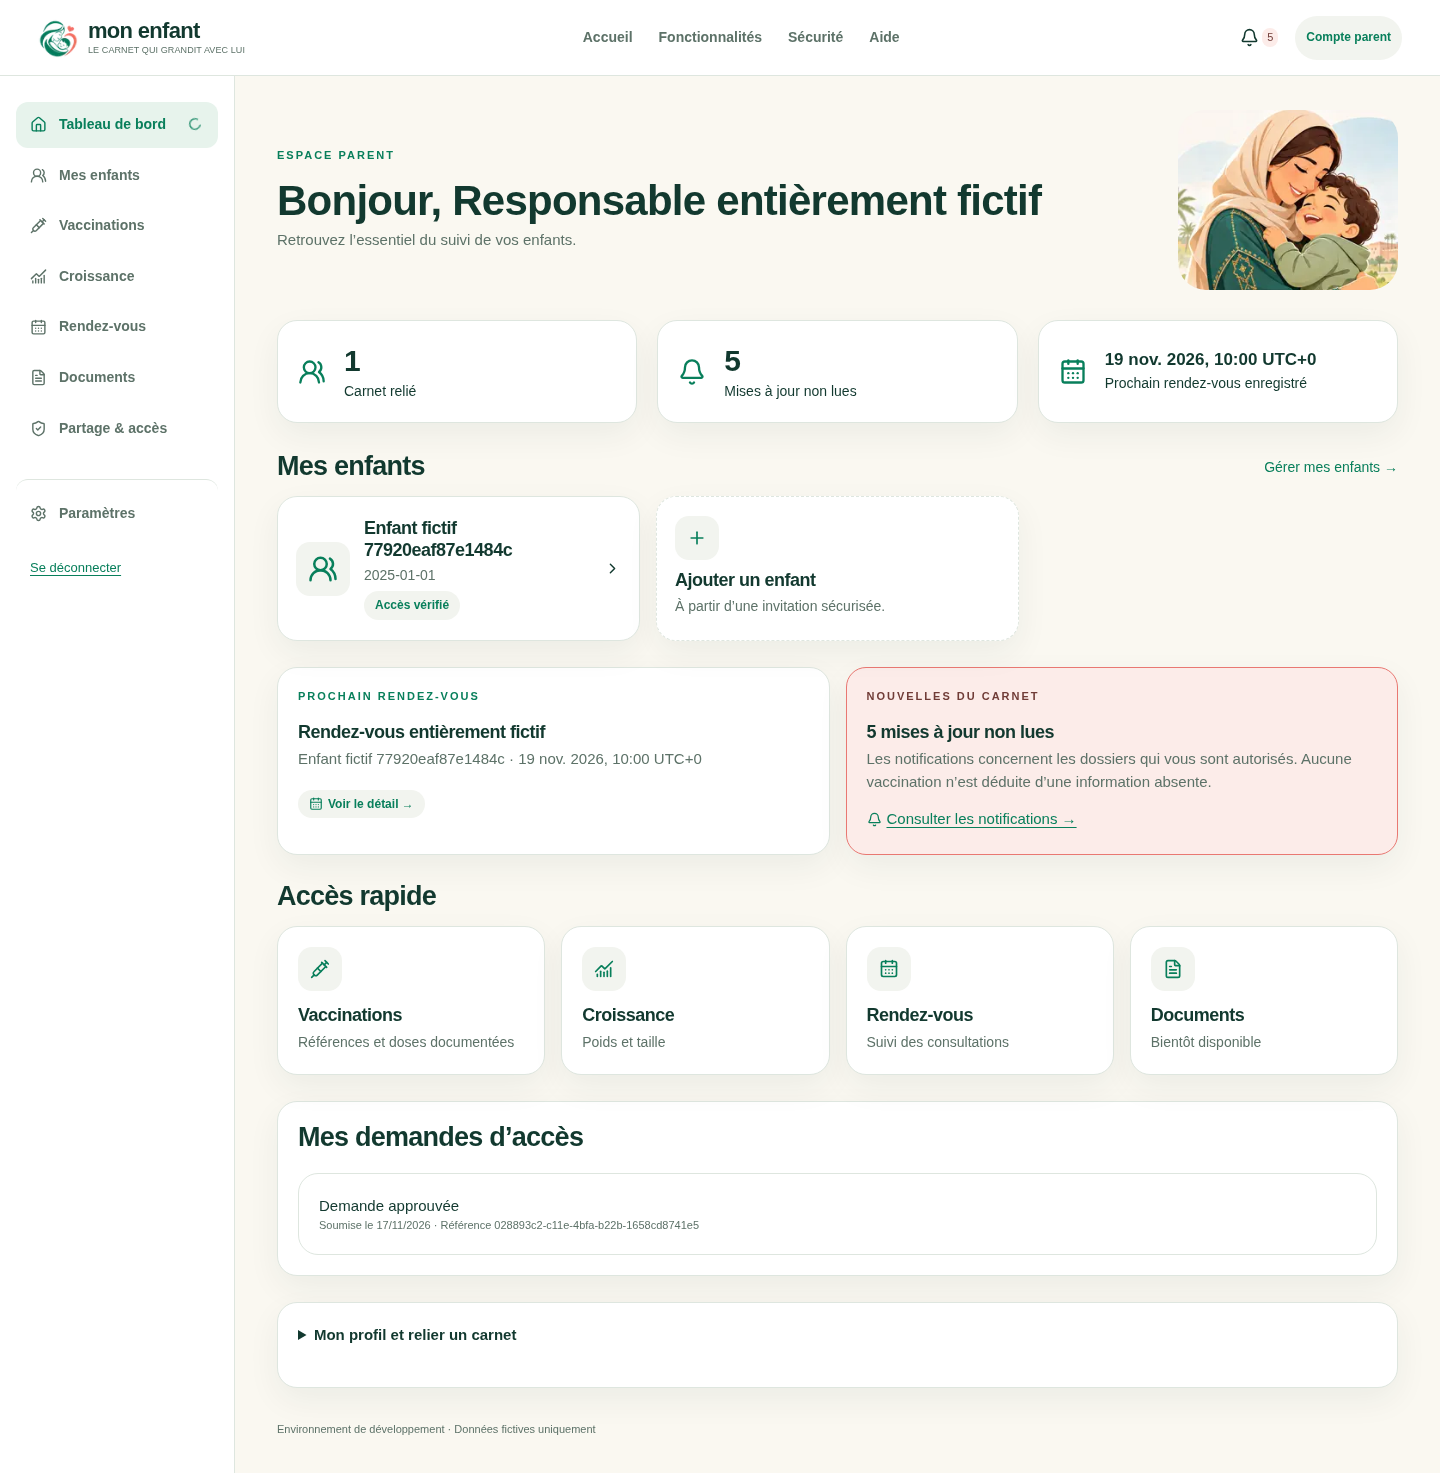 mon enfant
LE CARNET QUI GRANDIT AVEC LUI
Accueil
Fonctionnalités
Sécurité
Aide
5
Compte parent
Tableau de bord
Mes enfants
Vaccinations
Croissance
Rendez-vous
Documents
Partage & accès
Paramètres
Se déconnecter
ESPACE PARENT
Bonjour, Responsable entièrement fictif
Retrouvez l’essentiel du suivi de vos enfants.
1
Carnet relié
5
Mises à jour non lues
19 nov. 2026, 10:00 UTC+0
Prochain rendez-vous enregistré
Mes enfants
Gérer mes enfants →
Enfant fictif
77920eaf87e1484c
2025-01-01
Accès vérifié
Ajouter un enfant
À partir d’une invitation sécurisée.
PROCHAIN RENDEZ-VOUS
Rendez-vous entièrement fictif
Enfant fictif 77920eaf87e1484c · 19 nov. 2026, 10:00 UTC+0
Voir le détail →
NOUVELLES DU CARNET
5 mises à jour non lues
Les notifications concernent les dossiers qui vous sont autorisés. Aucune
vaccination n’est déduite d’une information absente.
Consulter les notifications →
Accès rapide
Vaccinations
Références et doses documentées
Croissance
Poids et taille
Rendez-vous
Suivi des consultations
Documents
Bientôt disponible
Mes demandes d’accès
Demande approuvée
Soumise le 17/11/2026 · Référence 028893c2-c11e-4bfa-b22b-1658cd8741e5
Mon profil et relier un carnet
Environnement de développement · Données fictives uniquement